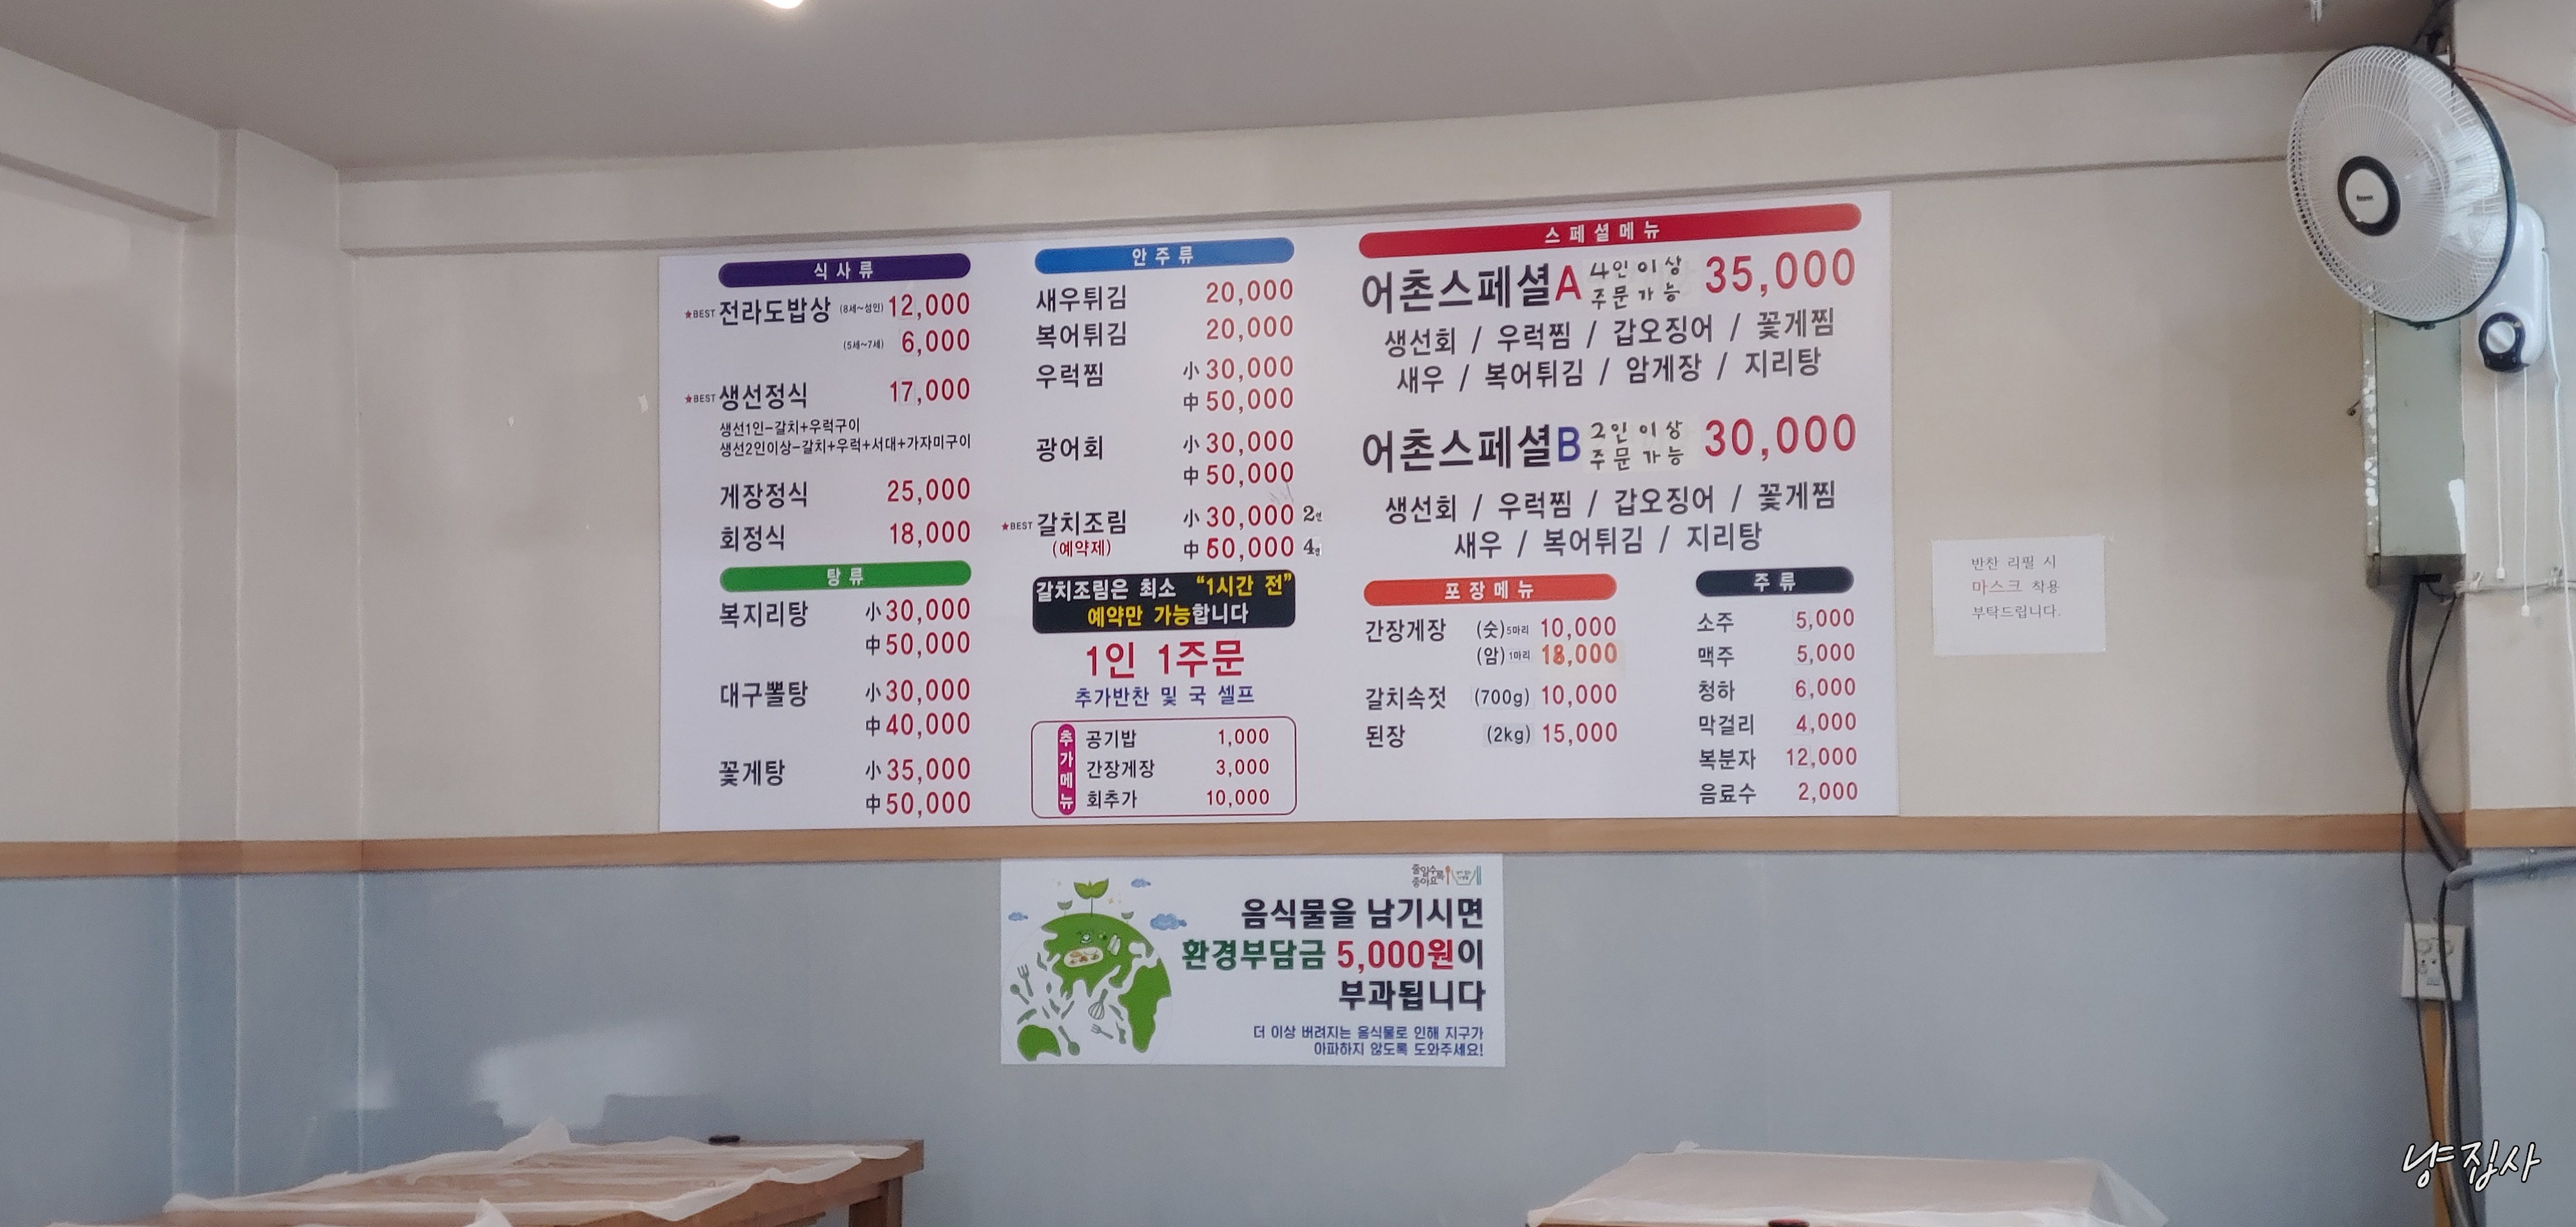 식사류
★BEST 전라도밥상 (8세~성인) 12,000
(5세~7세) 6,000
★BEST 생선정식 17,000
생선1인-갈치+우럭구이
생선2인이상-갈치+우럭+서대+가자미구이
게장정식 25,000
회정식 18,000
탕류
복지리탕 小 30,000
中 50,000
대구뽈탕 小 30,000
中 40,000
꽃게탕 小 35,000
中 50,000
안주류
새우튀김 20,000
복어튀김 20,000
우럭찜 小 30,000
中 50,000
광어회 小 30,000
中 50,000
★BEST 갈치조림 小 30,000 2인
(예약제) 中 50,000 4인
갈치조림은 최소 “1시간 전”
예약만 가능합니다
1인 1주문
추가반찬 및 국 셀프
추가메뉴
공기밥 1,000
간장게장 3,000
회추가 10,000
스페셜메뉴
어촌스페셜A 4인이상 주문가능 35,000
생선회 / 우럭찜 / 갑오징어 / 꽃게찜
새우 / 복어튀김 / 암게장 / 지리탕
어촌스페셜B 2인이상 주문가능 30,000
생선회 / 우럭찜 / 갑오징어 / 꽃게찜
새우 / 복어튀김 / 지리탕
포장메뉴
간장게장 (숫)5마리 10,000
(암)1마리 18,000
갈치속젓 (700g) 10,000
된장 (2kg) 15,000
주류
소주 5,000
맥주 5,000
청하 6,000
막걸리 4,000
복분자 12,000
음료수 2,000
반찬 리필 시
마스크 착용
부탁드립니다.
줄일수록
좋아요
음식물을 남기시면
환경부담금 5,000원이
부과됩니다
더 이상 버려지는 음식물로 인해 지구가
아파하지 않도록 도와주세요!
냥집사